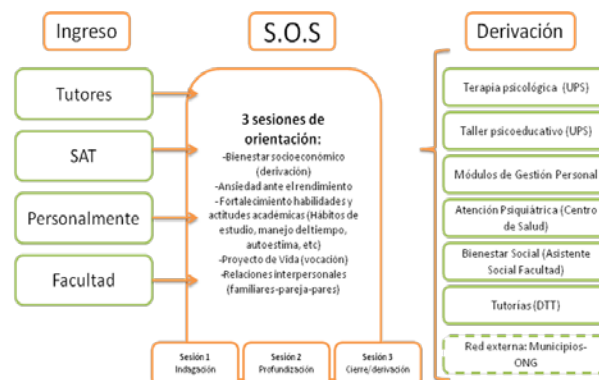 Ingreso
S.O.S
Derivación
Tutores
SAT
Personalmente
Facultad
3 sesiones de
orientación:
-Bienestar socioeconómico
(derivación)
-Ansiedad ante el rendimiento
-Fortalecimiento habilidades y
actitudes académicas (Hábitos
de estudio, manejo del tiempo,
autoestima, etc)
-Proyecto de Vida (vocación)
-Relaciones interpersonales
(familiares-pareja-pares)
Sesión 1
Indagación
Sesión 2
Profundización
Sesión 3
Cierre/derivación
Terapia psicológica (UPS)
Taller psicoeducativo (UPS)
Módulos de Gestión Personal
Atención Psiquiátrica (Centro
de Salud)
Bienestar Social (Asistente
Social Facultad)
Tutorías (DTT)
Red externa: Municipios-
ONG